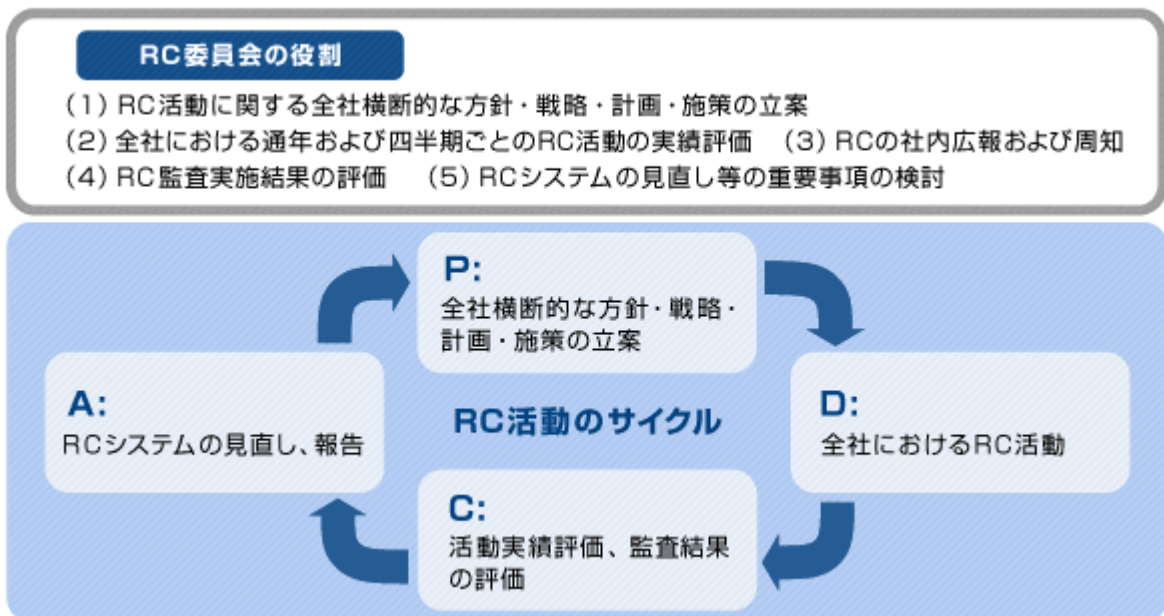 RC委員会の役割
(1) RC活動に関する全社横断的な方針・戦略・計画・施策の立案
(2) 全社における通年および四半期ごとのRC活動の実績評価 (3) RCの社内広報および周知
(4) RC監査実施結果の評価 (5) RCシステムの見直し等の重要事項の検討
P:
全社横断的な方針・戦略・
計画・施策の立案
A:
RCシステムの見直し、報告
RC活動のサイクル
D:
全社におけるRC活動
C:
活動実績評価、監査結果
の評価